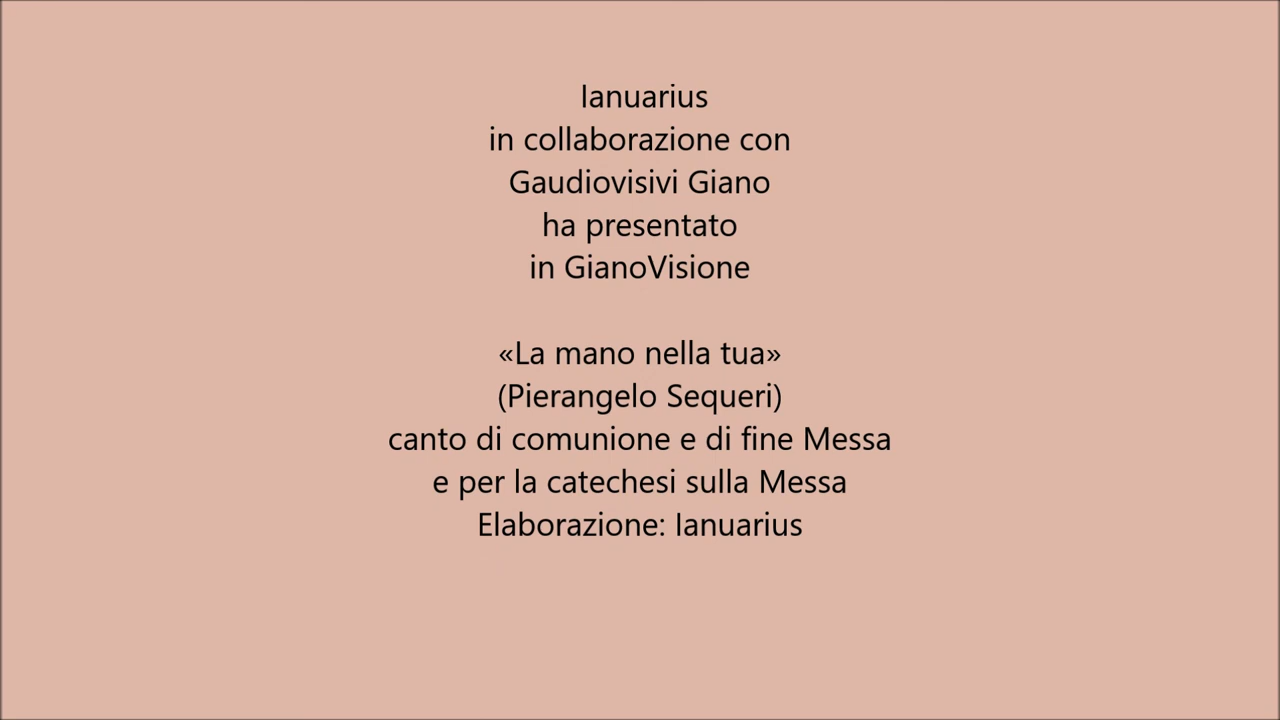 Ianuarius
in collaborazione con
Gaudiovisivi Giano
ha presentato
in GianoVisione
«La mano nella tua»
(Pierangelo Sequeri)
canto di comunione e di fine Messa
e per la catechesi sulla Messa
Elaborazione: Ianuarius